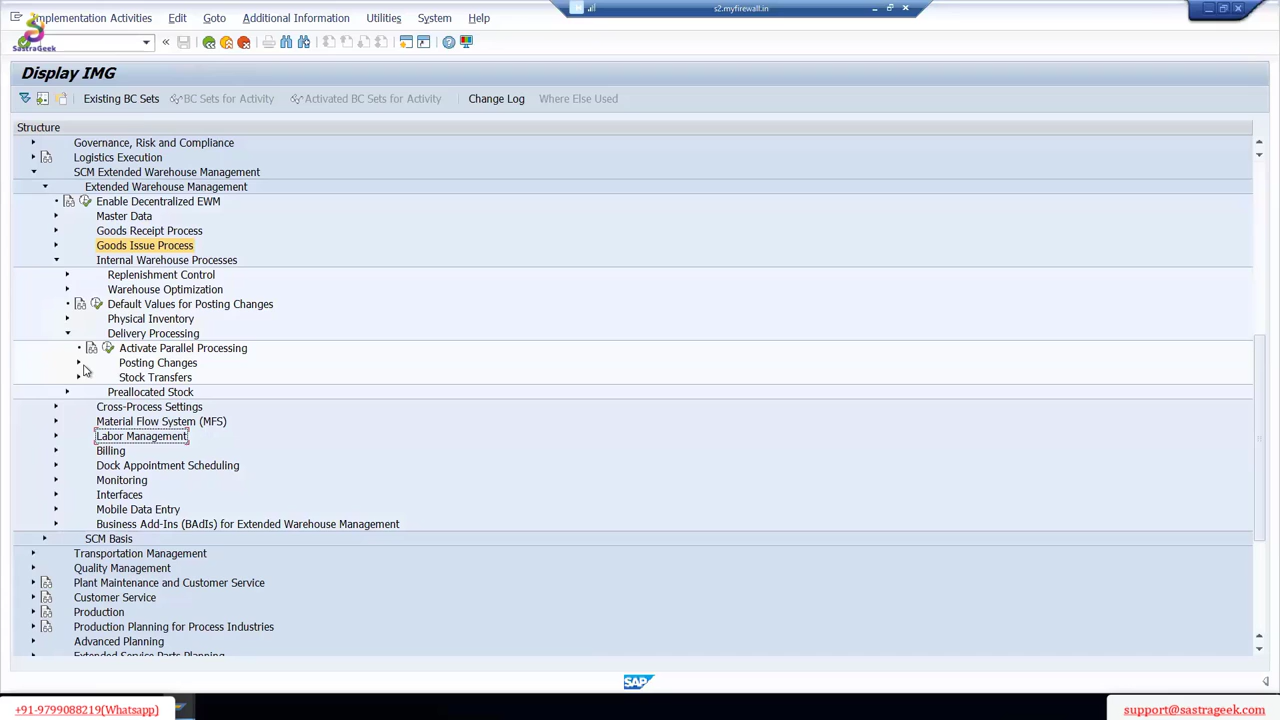 s2.myfirewall.in
Implementation Activities Edit Goto Additional Information Utilities System Help
SASTRAGEEK
Display IMG
Existing BC Sets BC Sets for Activity Activated BC Sets for Activity Change Log Where Else Used
Structure
Governance, Risk and Compliance
Logistics Execution
SCM Extended Warehouse Management
Extended Warehouse Management
Enable Decentralized EWM
Master Data
Goods Receipt Process
Goods Issue Process
Internal Warehouse Processes
Replenishment Control
Warehouse Optimization
Default Values for Posting Changes
Physical Inventory
Delivery Processing
Activate Parallel Processing
Posting Changes
Stock Transfers
Preallocated Stock
Cross-Process Settings
Material Flow System (MFS)
Labor Management
Billing
Dock Appointment Scheduling
Monitoring
Interfaces
Mobile Data Entry
Business Add-Ins (BAdIs) for Extended Warehouse Management
SCM Basis
Transportation Management
Quality Management
Plant Maintenance and Customer Service
Customer Service
Production
Production Planning for Process Industries
Advanced Planning
Extended Service Parts Planning
SAP
+91-9799088219(Whatsapp)
support@sastrageek.com